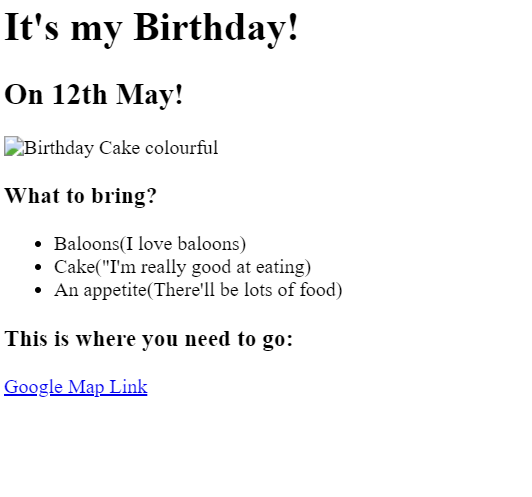 It's my Birthday!
On 12th May!
Birthday Cake colourful
What to bring?
Baloons(I love baloons)
Cake("I'm really good at eating)
An appetite(There'll be lots of food)
This is where you need to go:
Google Map Link